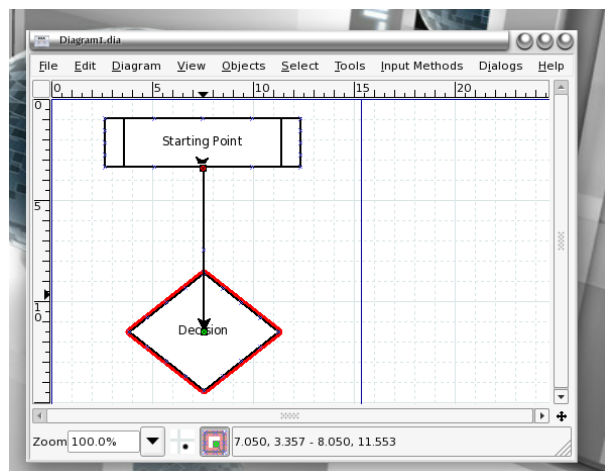 Diagram1.dia
File Edit Diagram View Objects Select Tools Input Methods Dialogs Help
0 5 10 15 20
0
Starting Point
5
10
Decision
Zoom 100.0% 7.050, 3.357 - 8.050, 11.553